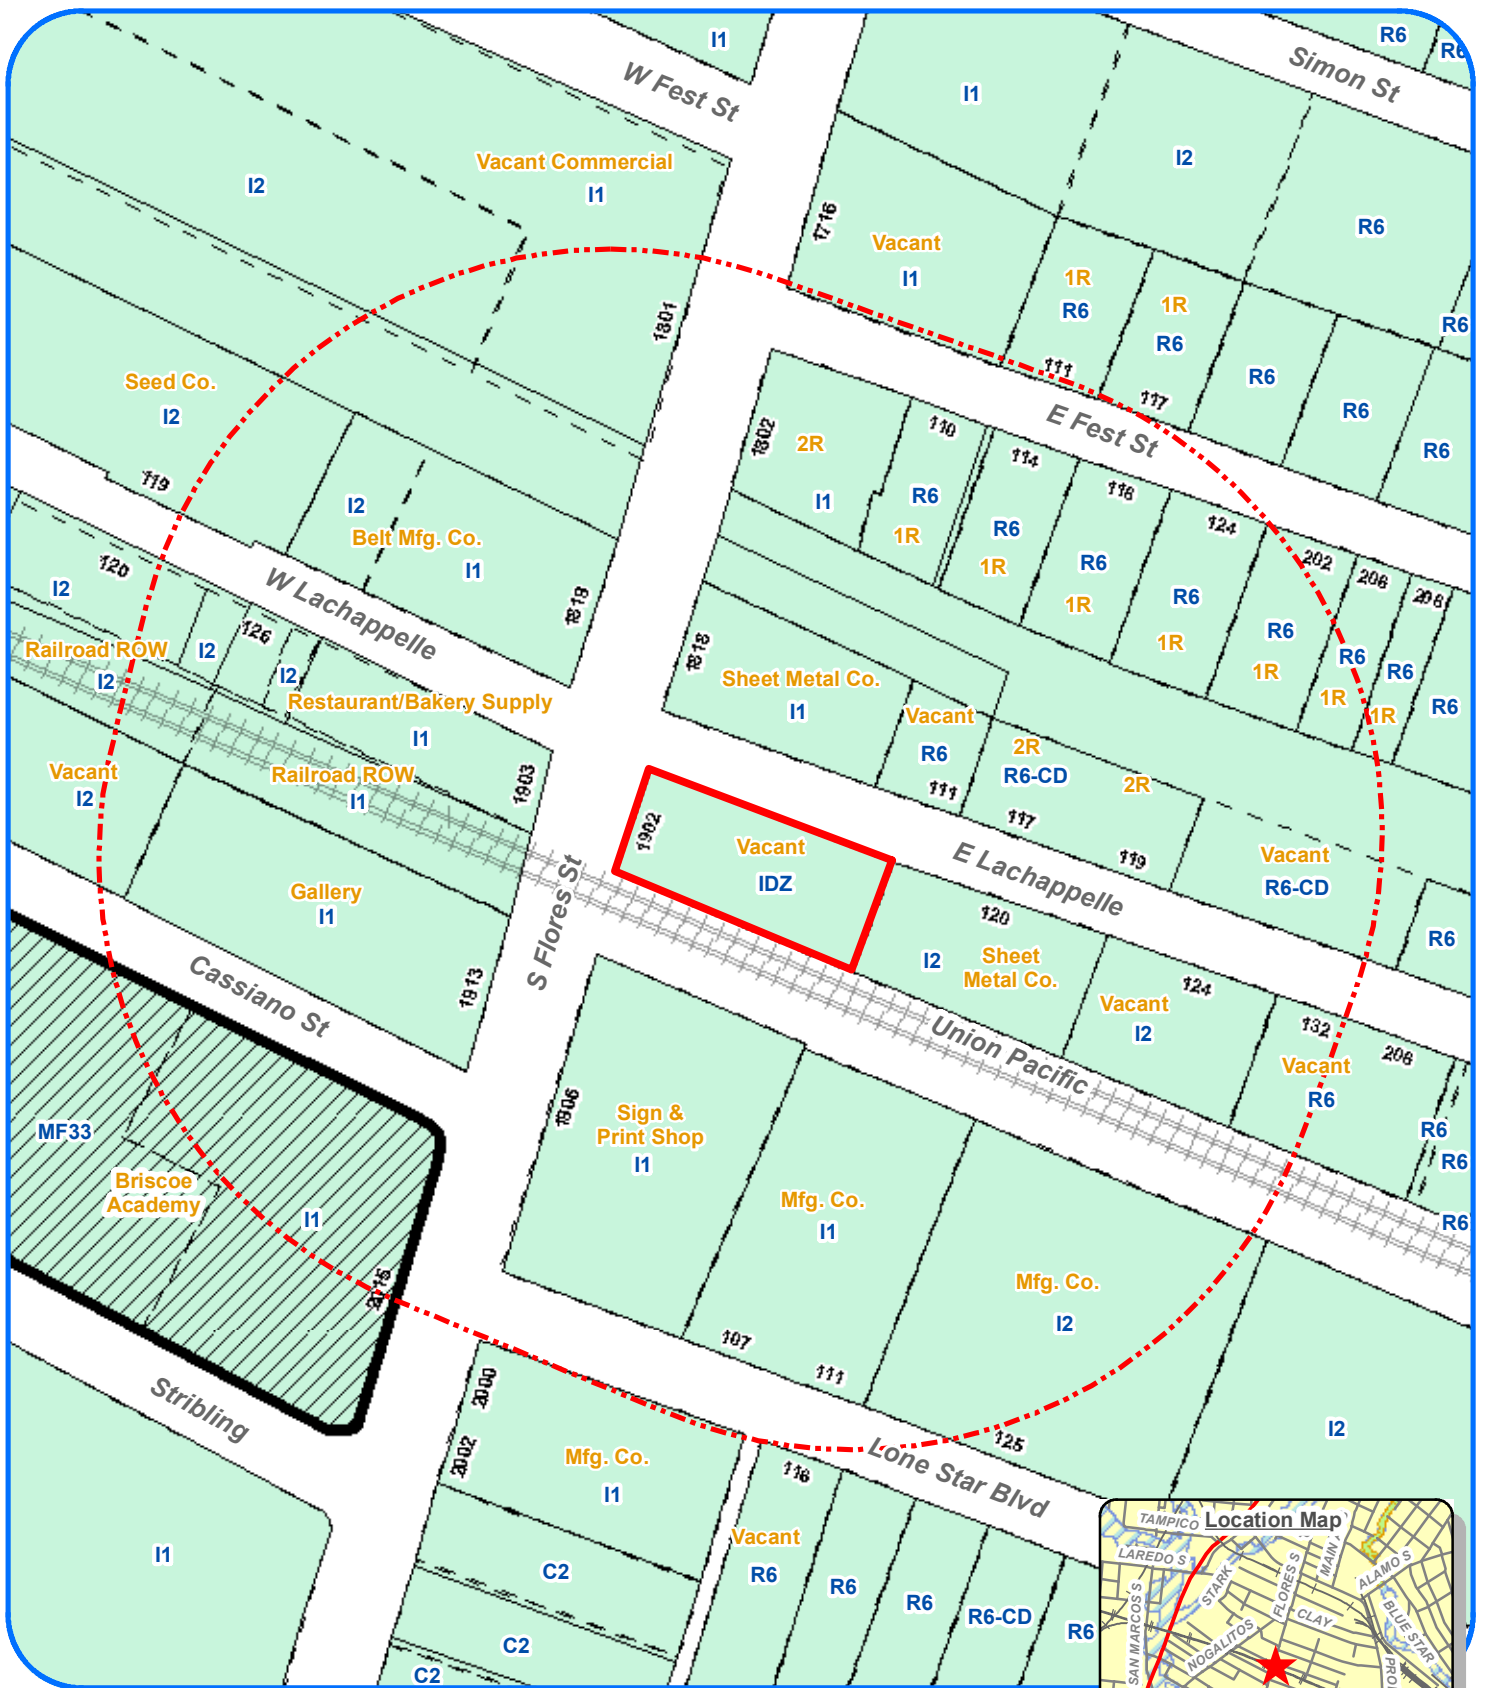 I1
R6
R6
W Fest St
Simon St
I1
I2
Vacant Commercial
I1
I2
R6
1716
Vacant
I1
1R
R6
1R
R6
R6
1801
111
117
R6
R6
R6
Seed Co.
I2
E Fest St
1802
2R
I1
110
R6
1R
114
R6
1R
116
R6
1R
124
R6
1R
202
R6
1R
206
R6
1R
208
R6
1R
R6
119
I2
Belt Mfg. Co.
I1
1819
W Lachappelle
120
I2
126
I2
I2
Railroad ROW
I2
Restaurant/Bakery Supply
I1
1818
Sheet Metal Co.
I1
Vacant
R6
111
2R
R6-CD
2R
117
119
Vacant
I2
Railroad ROW
I1
1903
1902
Vacant
IDZ
E Lachappelle
Vacant
R6-CD
R6
Gallery
I1
S Flores St
1913
120
I2
Sheet
Metal Co.
124
Vacant
I2
132
206
Vacant
R6
R6
R6
R6
Cassiano St
Union Pacific
1906
Sign &
Print Shop
I1
MF33
Briscoe
Academy
I1
2015
Mfg. Co.
I1
Mfg. Co.
I2
107
111
125
I2
Stribling
2000
2002
Mfg. Co.
I1
116
Lone Star Blvd
Vacant
R6
R6
R6
R6-CD
R6
I1
C2
C2
C2
Location Map
TAMPICO
LAREDO S
SAN MARCOS S
STARK
FLORES S
MAIN
ALAMO S
CLAY
NOGALITOS
BLUE STAR